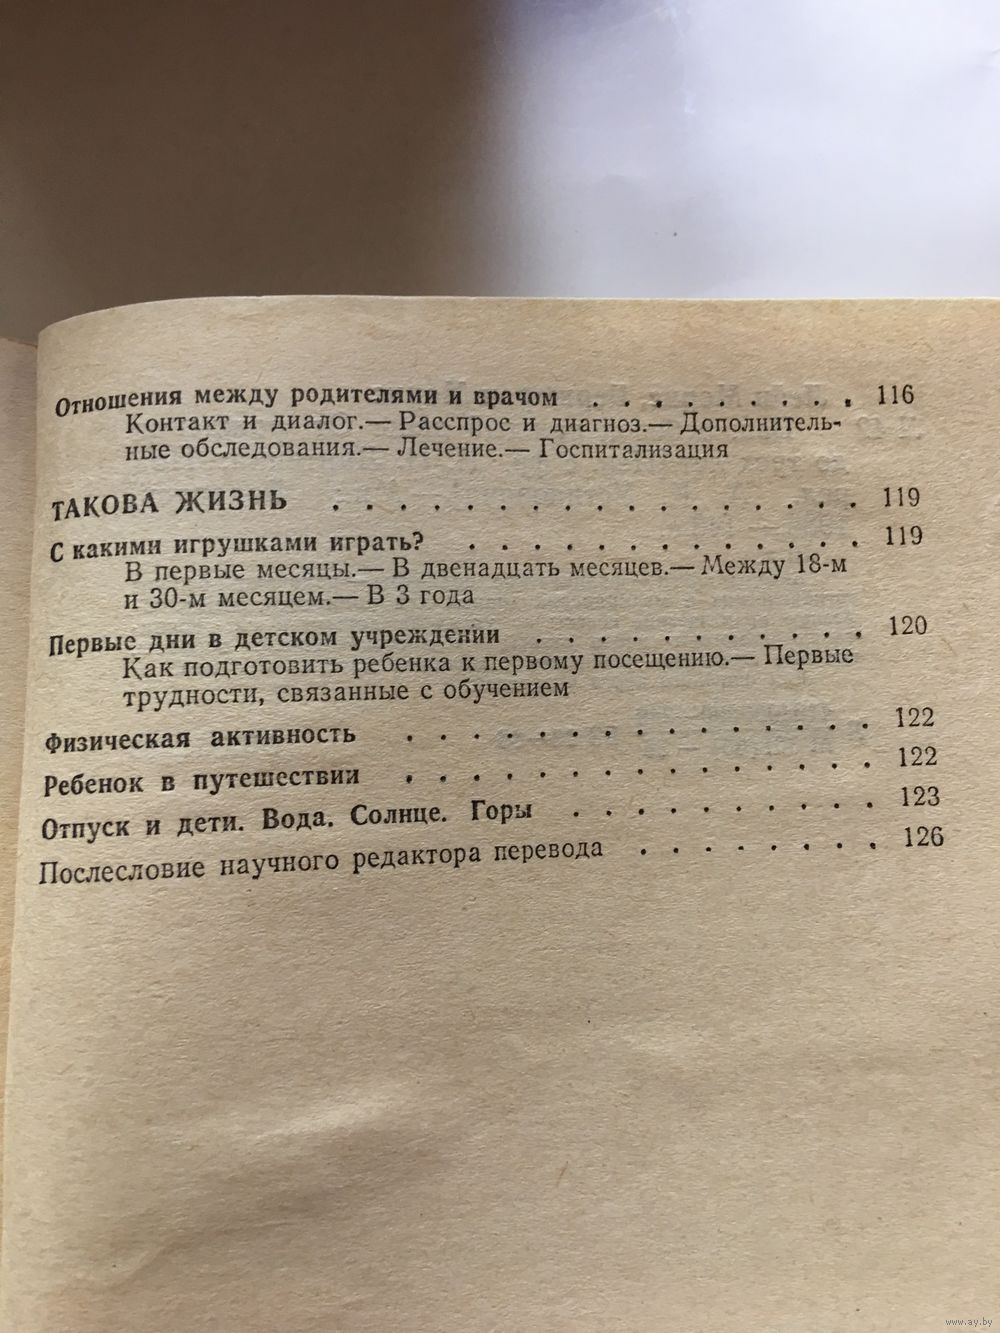 Отношения между родителями и врачом . . . . . . . . . 116
Контакт и диалог.— Расспрос и диагноз.— Дополнитель-
ные обследования.— Лечение.— Госпитализация
ТАКОВА ЖИЗНЬ . . . . . . . . . . . . . . . . . 119
С какими игрушками играть? . . . . . . . . . . . . . 119
В первые месяцы.— В двенадцать месяцев.— Между 18-м
и 30-м месяцем.— В 3 года
Первые дни в детском учреждении . . . . . . . . . . . 120
Как подготовить ребенка к первому посещению.— Первые
трудности, связанные с обучением
Физическая активность . . . . . . . . . . . . . . . 122
Ребенок в путешествии . . . . . . . . . . . . . . . 122
Отпуск и дети. Вода. Солнце. Горы . . . . . . . . . . 123
Послесловие научного редактора перевода . . . . . . . . 126
www.ay.by